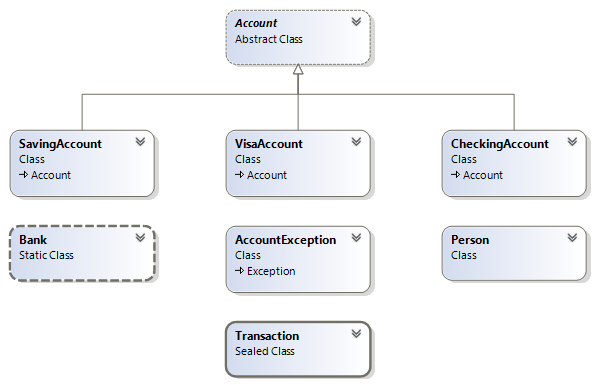 Account
Abstract Class
SavingAccount
Class
Account
VisaAccount
Class
Account
CheckingAccount
Class
Account
Bank
Static Class
AccountException
Class
Exception
Person
Class
Transaction
Sealed Class